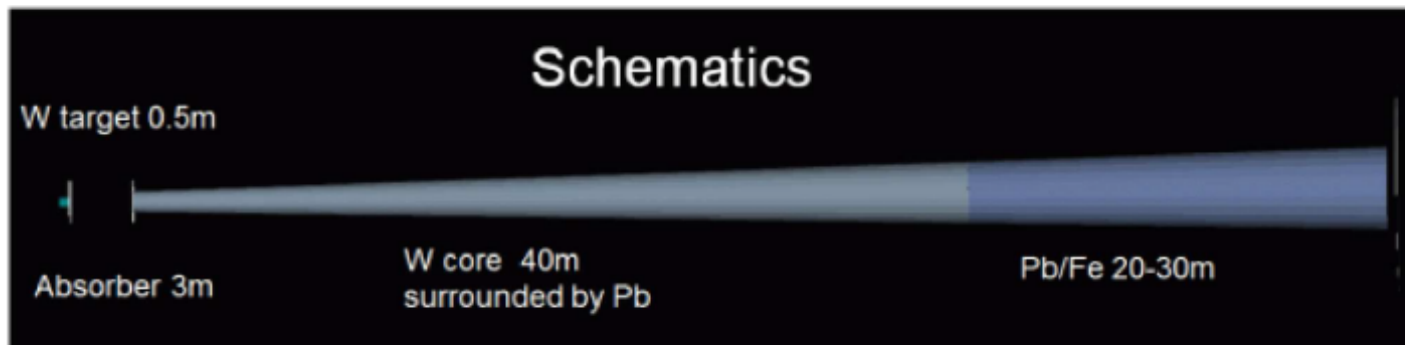 Schematics
W target 0.5m
Absorber 3m
W core 40m
surrounded by Pb
Pb/Fe 20-30m